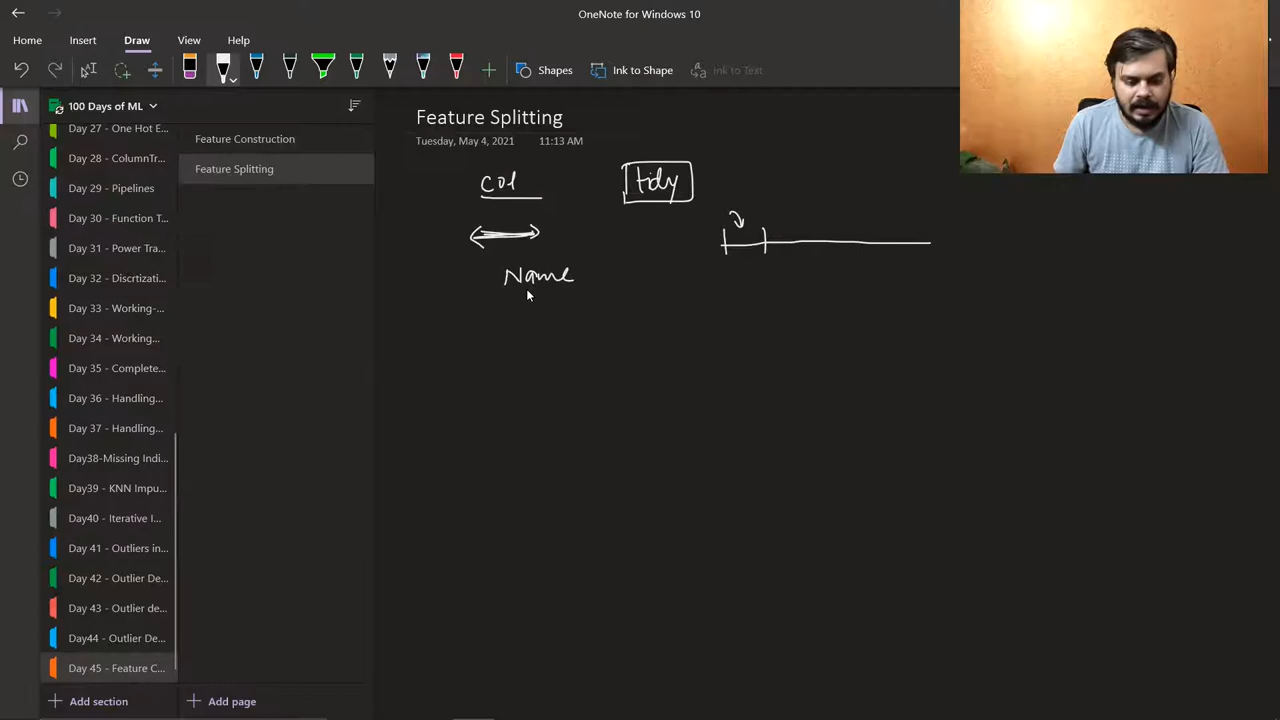 OneNote for Windows 10
Home Insert Draw View Help
Shapes Ink to Shape Ink to Text
100 Days of ML
Day 27 - One Hot E...
Day 28 - ColumnTr...
Day 29 - Pipelines
Day 30 - Function T...
Day 31 - Power Tra...
Day 32 - Discrtizati...
Day 33 - Working-...
Day 34 - Working...
Day 35 - Complete...
Day 36 - Handling...
Day 37 - Handling...
Day38-Missing Indi...
Day39 - KNN Impu...
Day40 - Iterative I...
Day 41 - Outliers in...
Day 42 - Outlier De...
Day 43 - Outlier de...
Day44 - Outlier De...
Day 45 - Feature C...
Add section
Feature Construction
Feature Splitting
Add page
Feature Splitting
Tuesday, May 4, 2021 11:13 AM
col tidy
Name